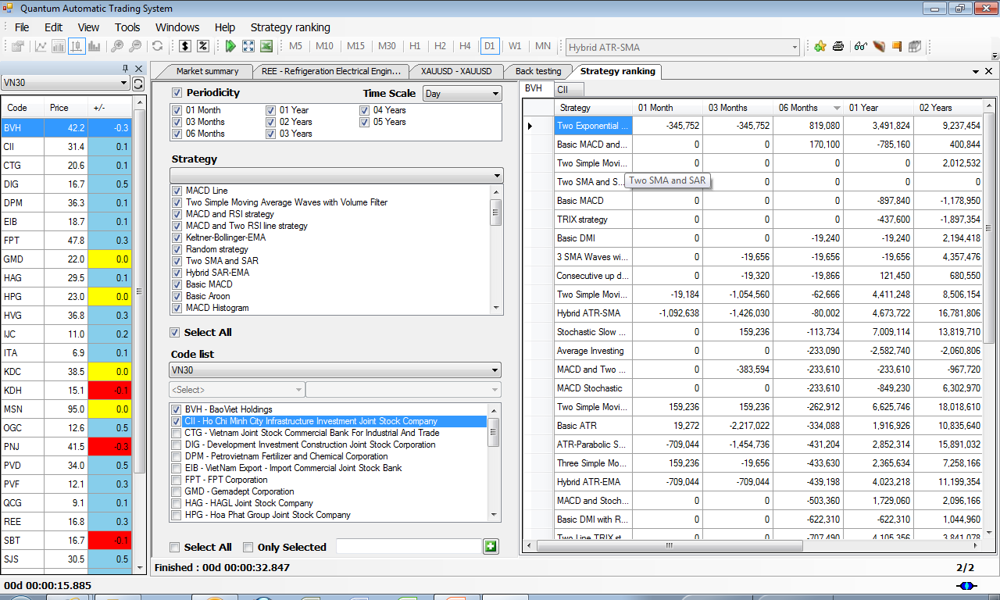 Quantum Automatic Trading System
File Edit View Tools Windows Help Strategy ranking
$ % M5 M10 M15 M30 H1 H2 H4 D1 W1 MN Hybrid ATR-SMA
Market summary REE - Refrigeration Electrical Engin... XAUUSD - XAUUSD Back testing Strategy ranking
VN30
Code Price +/-
BVH 42.2 -0.3
CII 31.4 0.1
CTG 20.6 0.1
DIG 16.7 0.5
DPM 36.3 0.1
EIB 18.7 0.1
FPT 47.8 0.3
GMD 22.0 0.0
HAG 29.5 0.1
HPG 23.0 0.0
HVG 36.8 0.3
IJC 11.0 0.2
ITA 6.9 0.1
KDC 38.5 0.0
KDH 15.1 -0.1
MSN 95.0 0.0
OGC 12.6 0.5
PNJ 41.5 -0.3
PVD 34.0 0.5
PVF 12.1 0.3
QCG 9.1 0.1
REE 16.8 0.3
SBT 16.7 -0.1
SJS 30.5 0.5
Periodicity Time Scale Day
01 Month 01 Year 04 Years
03 Months 02 Years 05 Years
06 Months 03 Years
Strategy
MACD Line
Two Simple Moving Average Waves with Volume Filter
MACD and RSI strategy
MACD and Two RSI line strategy
Keltner-Bollinger-EMA
Random strategy
Two SMA and SAR
Hybrid SAR-EMA
Basic MACD
Basic Aroon
MACD Histogram
Select All
Code list
VN30
<Select>
BVH - BaoViet Holdings
CII - Ho Chi Minh City Infrastructure Investment Joint Stock Company
CTG - Vietnam Joint Stock Commercial Bank For Industrial And Trade
DIG - Development Investment Construction Joint Stock Corporation
DPM - Petrovietnam Fertilizer and Chemical Corporation
EIB - VietNam Export - Import Commercial Joint Stock Bank
FPT - FPT Corporation
GMD - Gemadept Corporation
HAG - HAGL Joint Stock Company
HPG - Hoa Phat Group Joint Stock Company
Select All Only Selected
BVH CII
Strategy 01 Month 03 Months 06 Months 01 Year 02 Years
Two Exponential ... -345,752 -345,752 819,080 3,491,824 9,237,454
Basic MACD and... 0 0 170,100 -785,160 400,844
Two Simple Movi... 0 0 0 0 2,012,532
Two SMA and S... 0 0 0 0 0
Two SMA and SAR
Basic MACD 0 0 0 -897,840 -1,178,950
TRIX strategy 0 0 0 -437,600 -1,897,354
Basic DMI 0 0 -19,240 -19,240 2,194,418
3 SMA Waves wi... 0 -19,656 -19,656 -19,656 4,357,476
Consecutive up d... 0 -19,320 -19,866 121,450 680,550
Two Simple Movi... -19,184 -1,054,560 -62,666 4,411,248 8,506,154
Hybrid ATR-SMA -1,092,638 -1,426,030 -80,002 4,673,722 16,781,806
Stochastic Slow ... 0 159,236 -113,734 7,009,114 13,819,710
Average Investing 0 0 -233,090 -2,582,740 -2,060,806
MACD and Two ... 0 -383,594 -233,610 -233,610 -967,720
MACD Stochastic 0 0 -233,610 -849,230 6,302,970
Two Simple Movi... 159,236 159,236 -262,912 6,625,746 18,018,610
Basic ATR 19,272 -2,217,022 -334,088 1,916,926 10,835,640
ATR-Parabolic S... -709,044 -1,454,736 -431,204 2,852,314 15,891,032
Three Simple Mo... 159,236 -19,656 -433,630 2,365,634 7,258,166
Hybrid ATR-EMA -709,044 -709,044 -439,198 4,023,218 11,199,354
MACD and Stoch... 0 0 -503,360 1,729,060 2,096,166
Basic DMI with R... 0 0 -622,310 -622,310 1,044,960
Two Line TRIX st... 0 0 -707,490 4,105,356 3,841,078
Finished : 00d 00:00:32.847 2/2
00d 00:00:15.885